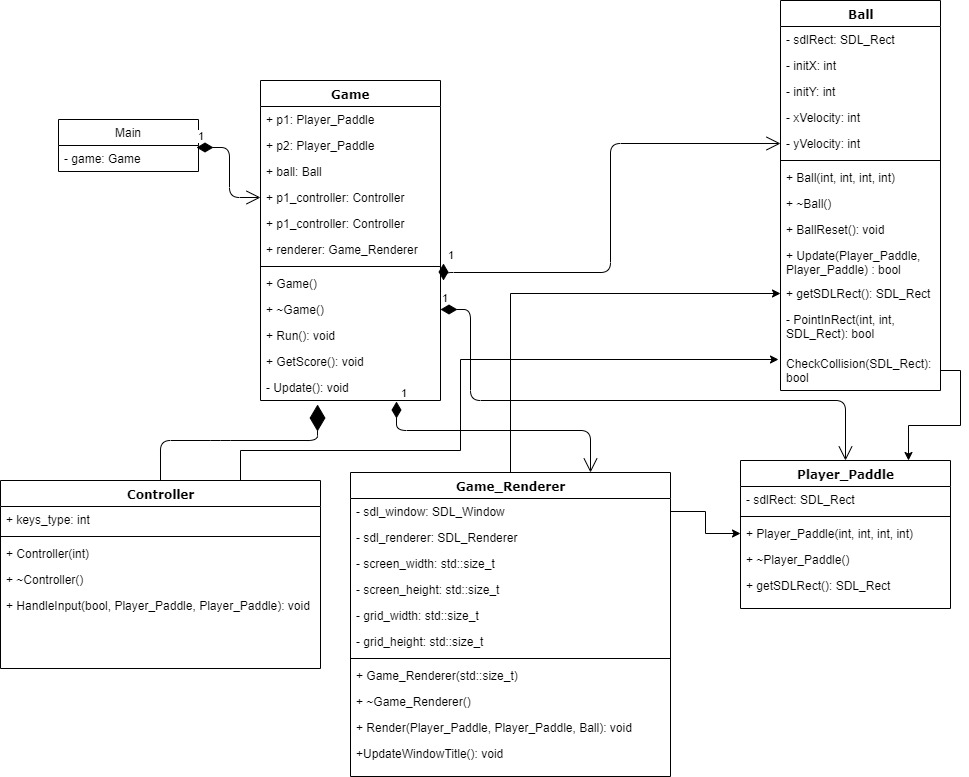 Main
- game: Game
1
Game
+ p1: Player_Paddle
+ p2: Player_Paddle
+ ball: Ball
+ p1_controller: Controller
+ p1_controller: Controller
+ renderer: Game_Renderer
+ Game()
+ ~Game()
+ Run(): void
+ GetScore(): void
- Update(): void
1
1
1
Ball
- sdlRect: SDL_Rect
- initX: int
- initY: int
- xVelocity: int
- yVelocity: int
+ Ball(int, int, int, int)
+ ~Ball()
+ BallReset(): void
+ Update(Player_Paddle,
Player_Paddle) : bool
+ getSDLRect(): SDL_Rect
- PointInRect(int, int,
SDL_Rect): bool
CheckCollision(SDL_Rect):
bool
Controller
+ keys_type: int
+ Controller(int)
+ ~Controller()
+ HandleInput(bool, Player_Paddle, Player_Paddle): void
Game_Renderer
- sdl_window: SDL_Window
- sdl_renderer: SDL_Renderer
- screen_width: std::size_t
- screen_height: std::size_t
- grid_width: std::size_t
- grid_height: std::size_t
+ Game_Renderer(std::size_t)
+ ~Game_Renderer()
+ Render(Player_Paddle, Player_Paddle, Ball): void
+UpdateWindowTitle(): void
Player_Paddle
- sdlRect: SDL_Rect
+ Player_Paddle(int, int, int, int)
+ ~Player_Paddle()
+ getSDLRect(): SDL_Rect